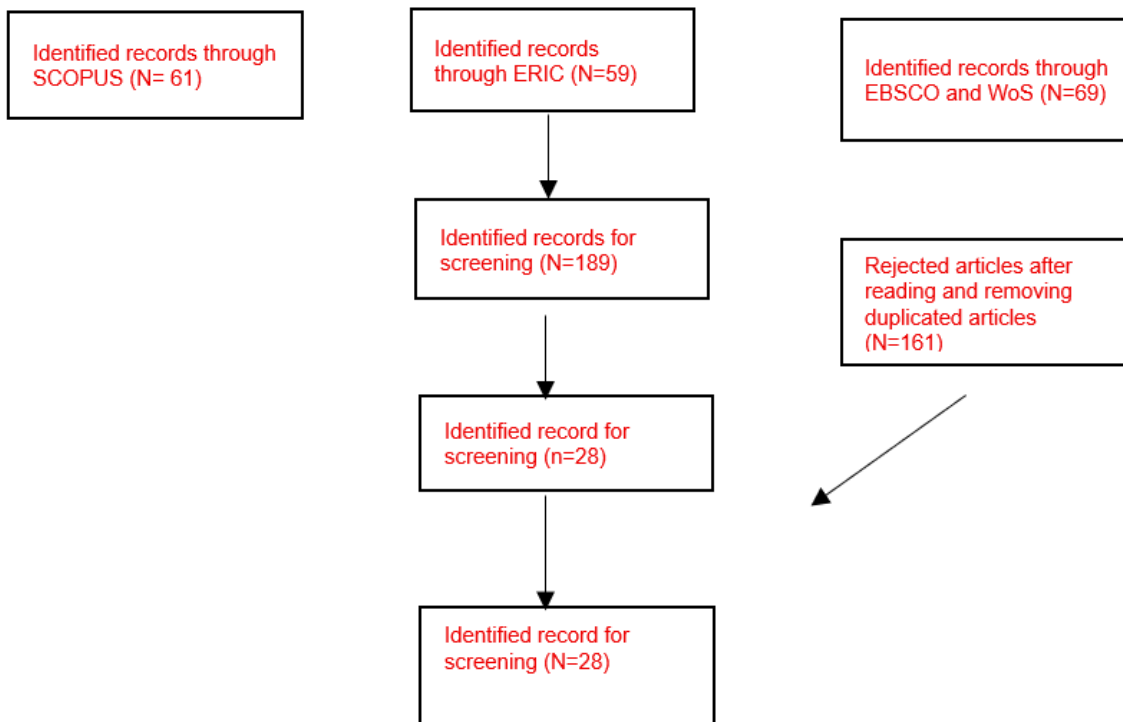 Identified records through
SCOPUS (N= 61)
Identified records
through ERIC (N=59)
Identified records through
EBSCO and WoS (N=69)
Identified records for
screening (N=189)
Rejected articles after
reading and removing
duplicated articles
(N=161)
Identified record for
screening (n=28)
Identified record for
screening (N=28)